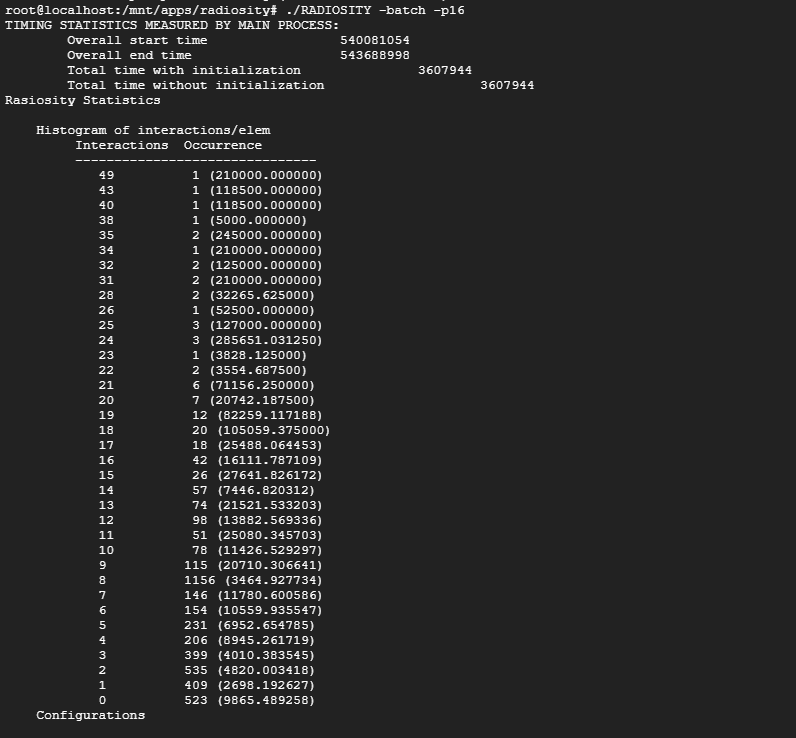 root@localhost:/mnt/apps/radiosity# ./RADIOSITY -batch -p16
TIMING STATISTICS MEASURED BY MAIN PROCESS:
        Overall start time                 540081054
        Overall end time                   543688998
        Total time with initialization               3607944
        Total time without initialization                    3607944
Rasiosity Statistics

    Histogram of interactions/elem
         Interactions  Occurrence
         -------------------------------
            49          1 (210000.000000)
            43          1 (118500.000000)
            40          1 (118500.000000)
            38          1 (5000.000000)
            35          2 (245000.000000)
            34          1 (210000.000000)
            32          2 (125000.000000)
            31          2 (210000.000000)
            28          2 (32265.625000)
            26          1 (52500.000000)
            25          3 (127000.000000)
            24          3 (285651.031250)
            23          1 (3828.125000)
            22          2 (3554.687500)
            21          6 (71156.250000)
            20          7 (20742.187500)
            19          12 (82259.117188)
            18          20 (105059.375000)
            17          18 (25488.064453)
            16          42 (16111.787109)
            15          26 (27641.826172)
            14          57 (7446.820312)
            13          74 (21521.533203)
            12          98 (13882.569336)
            11          51 (25080.345703)
            10          78 (11426.529297)
            9          115 (20710.306641)
            8          1156 (3464.927734)
            7          146 (11780.600586)
            6          154 (10559.935547)
            5          231 (6952.654785)
            4          206 (8945.261719)
            3          399 (4010.383545)
            2          535 (4820.003418)
            1          409 (2698.192627)
            0          523 (9865.489258)
    Configurations